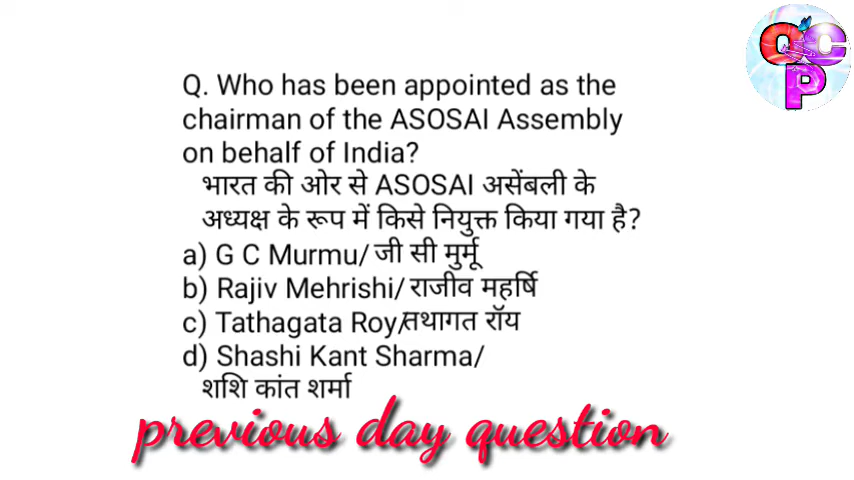 QCP
Q. Who has been appointed as the
chairman of the ASOSAI Assembly
on behalf of India?
भारत की ओर से ASOSAI असेंबली के
अध्यक्ष के रूप में किसे नियुक्त किया गया है?
a) G C Murmu/ जी सी मुर्मू
b) Rajiv Mehrishi/ राजीव महर्षि
c) Tathagata Roy/तथागत रॉय
d) Shashi Kant Sharma/
शशि कांत शर्मा
previous day question